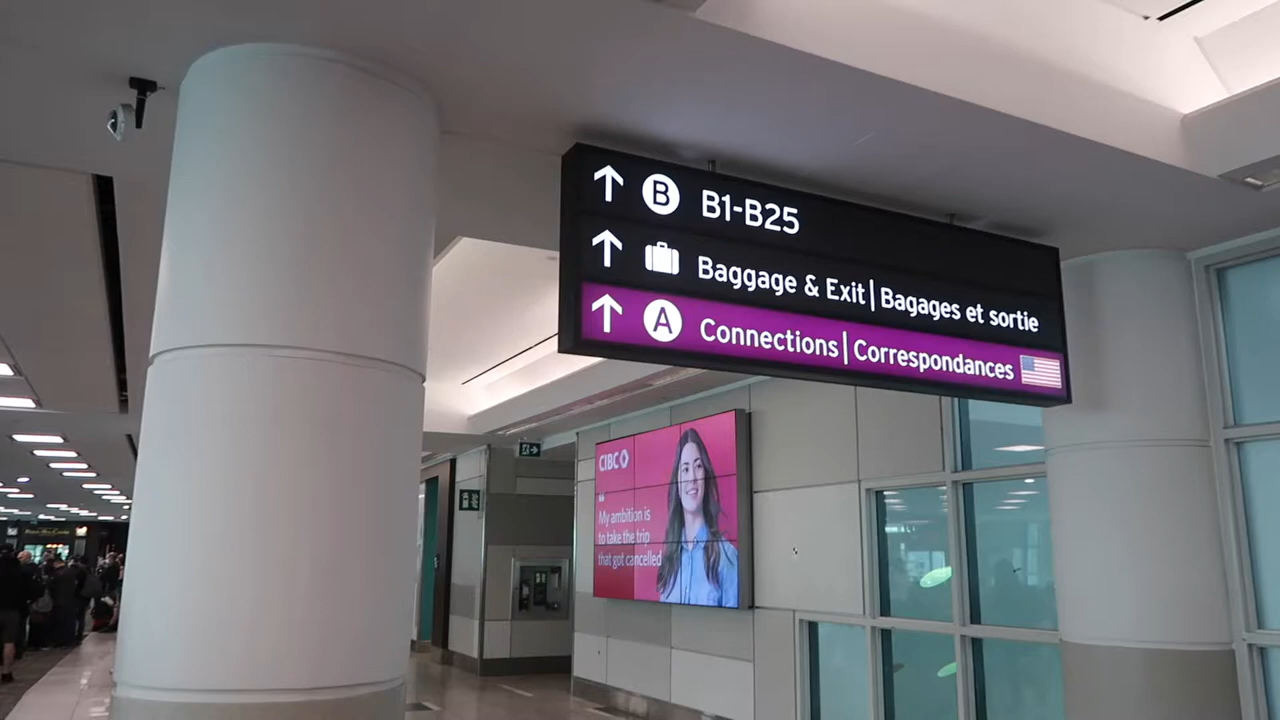 B B1-B25
Baggage & Exit | Bagages et sortie
A Connections | Correspondances
CIBC
“
My ambition is
to take the trip
that got cancelled